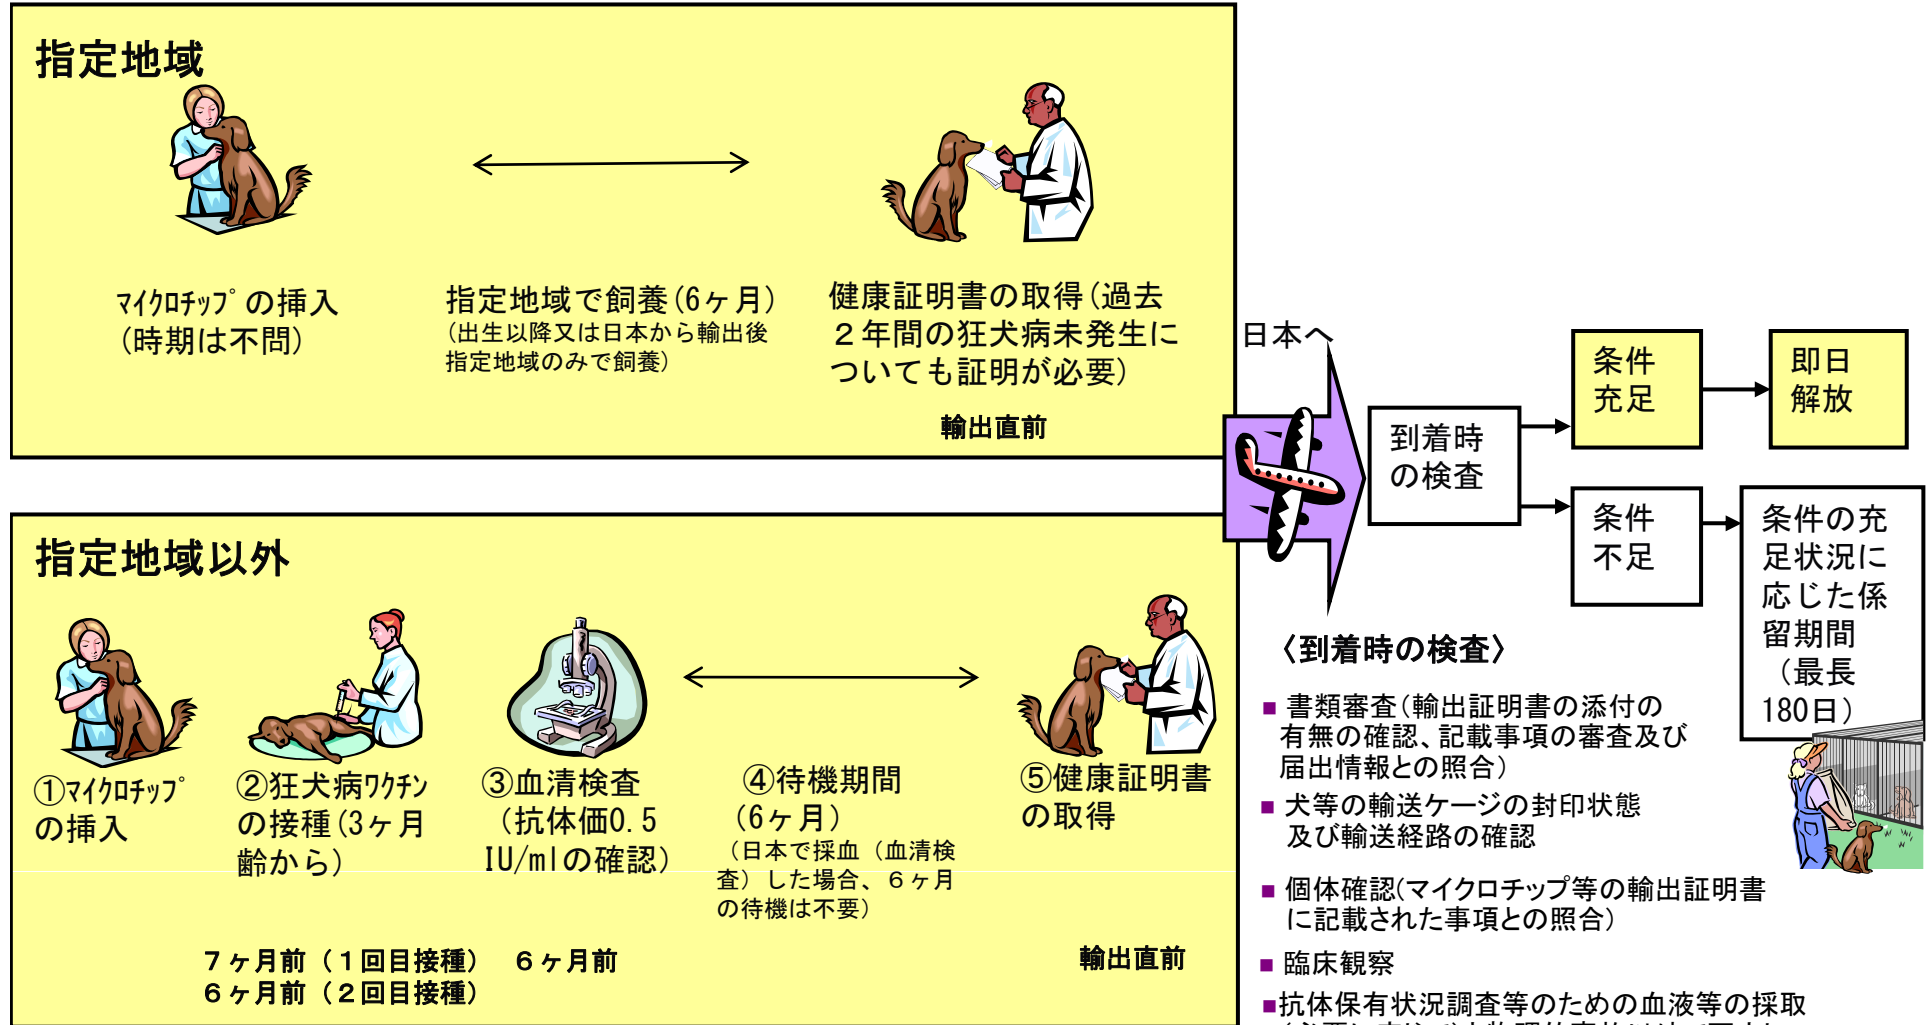 指定地域
ﾏｲｸﾛﾁｯﾌﾟの挿入
(時期は不問)
指定地域で飼養(6ヶ月)
(出生以降又は日本から輸出後
指定地域のみで飼養)
健康証明書の取得(過去
２年間の狂犬病未発生に
ついても証明が必要)
輸出直前
指定地域以外
①ﾏｲｸﾛﾁｯﾌﾟ
の挿入
②狂犬病ﾜｸﾁﾝ
の接種(3ヶ月
齢から)
③血清検査
(抗体価0.5
IU/mlの確認)
④待機期間
(6ヶ月)
（日本で採血（血清検
査）した場合、６ヶ月
の待機は不要）
⑤健康証明書
の取得
７ヶ月前（１回目接種）
６ヶ月前（２回目接種）
６ヶ月前
輸出直前
日本へ
到着時
の検査
条件
充足
即日
解放
条件
不足
条件の充
足状況に
応じた係
留期間
（最長
180日）
〈到着時の検査〉
■ 書類審査(輸出証明書の添付の
有無の確認、記載事項の審査及び
届出情報との照合)
■ 犬等の輸送ケージの封印状態
及び輸送経路の確認
■ 個体確認(マイクロチップ等の輸出証明書
に記載された事項との照合)
■ 臨床観察
■抗体保有状況調査等のための血液等の採取